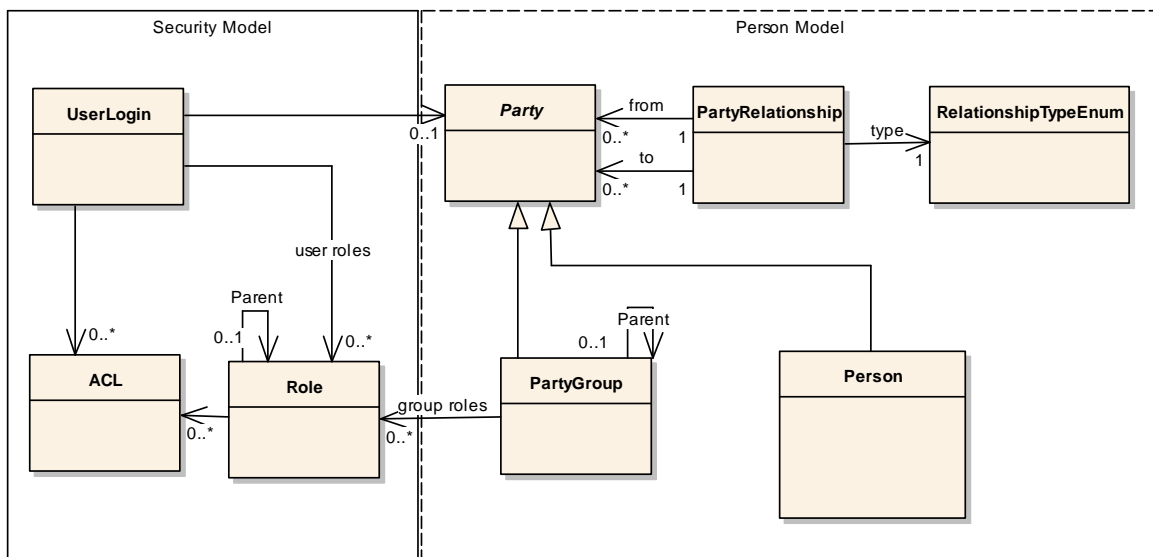 Security Model
Person Model
UserLogin
Party
PartyRelationship
RelationshipTypeEnum
from
0..1
0..*
1
type
1
to
0..*
1
user roles
Parent
0..1
0..*
0..*
Parent
0..1
ACL
Role
PartyGroup
Person
group roles
0..*
0..*